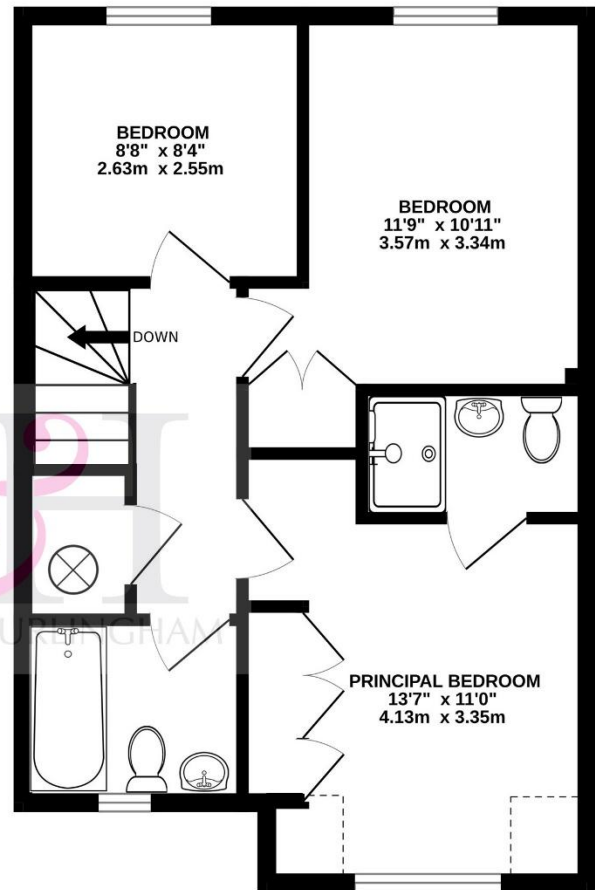 BEDROOM
8'8" x 8'4"
2.63m x 2.55m
BEDROOM
11'9" x 10'11"
3.57m x 3.34m
DOWN
&H
URLINGHAM
PRINCIPAL BEDROOM
13'7" x 11'0"
4.13m x 3.35m